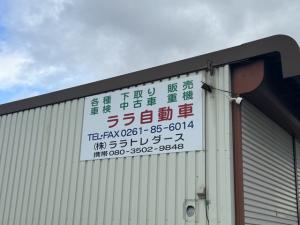 各種 下取り 販売
車検 中古車 重機
ララ自動車
TEL・FAX 0261-85-6014
(株)ララトレダース
携帯 080-3502-9848